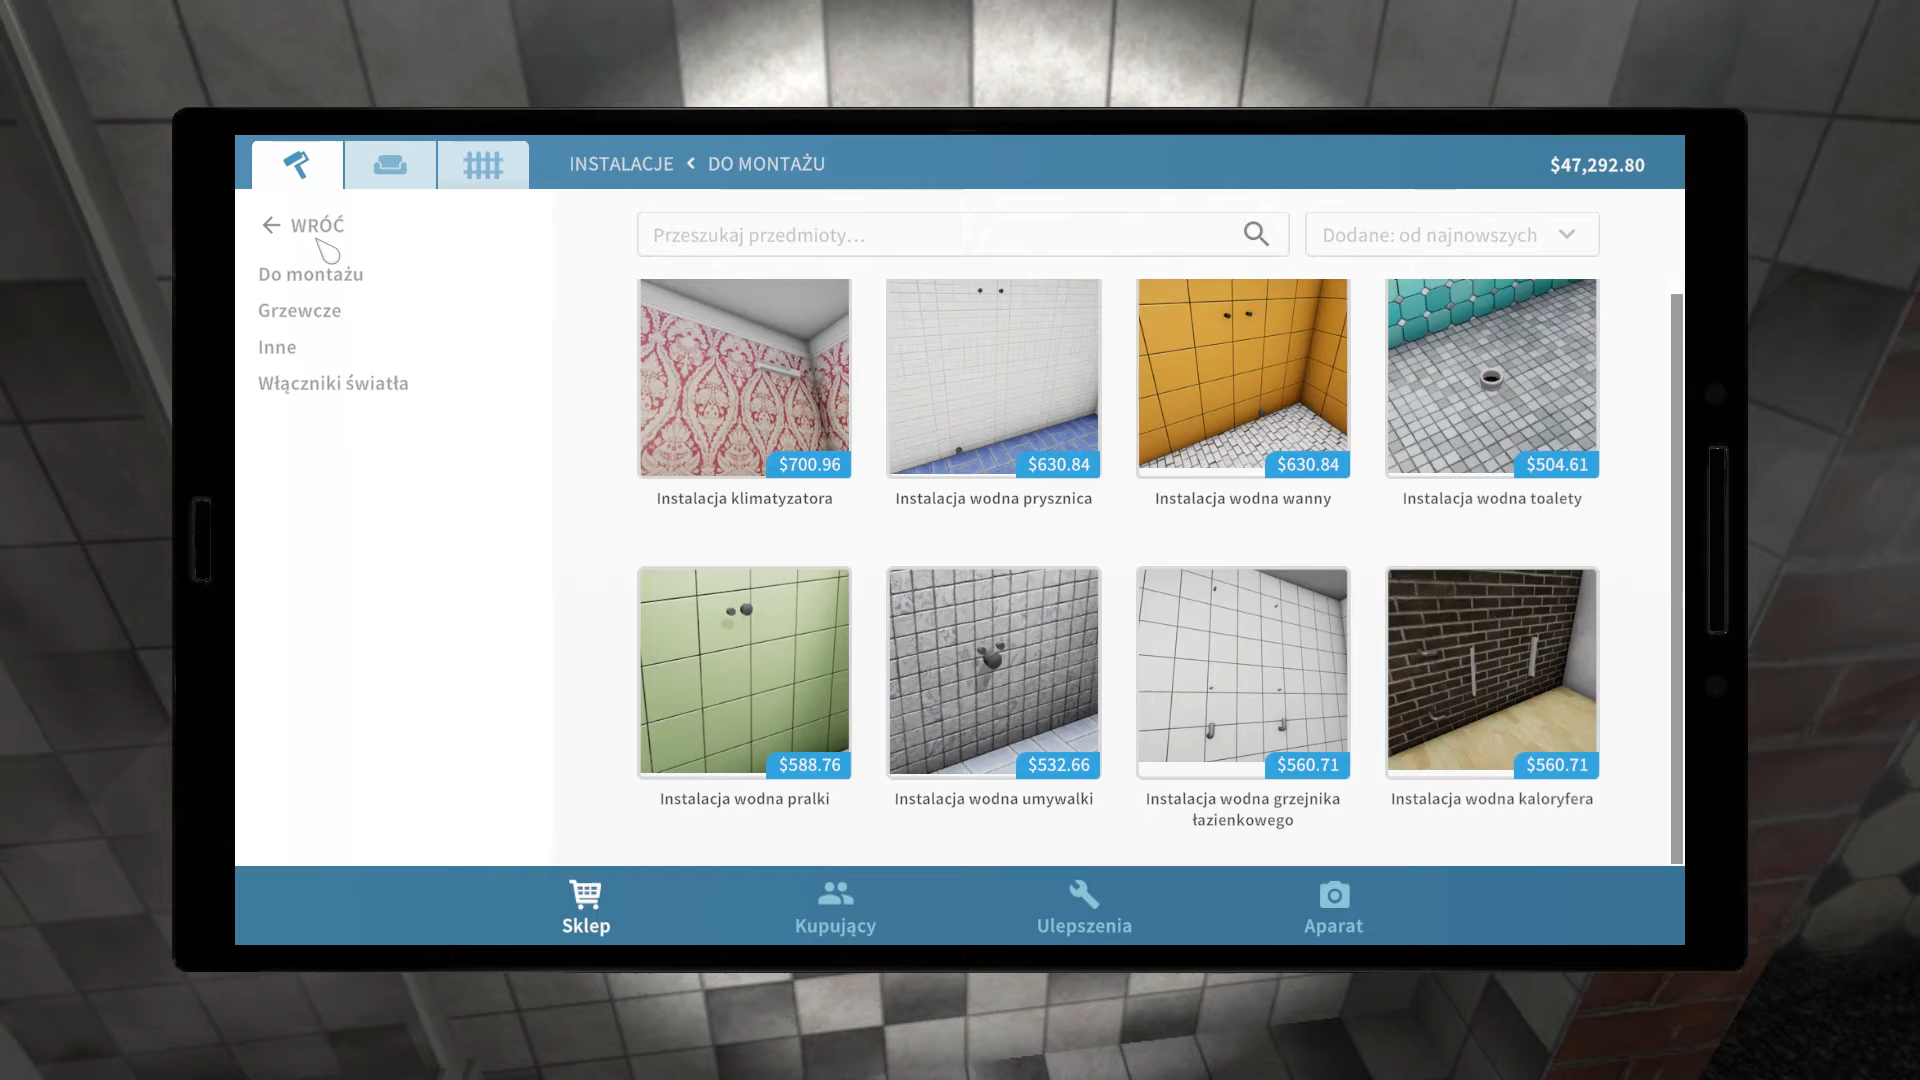 INSTALACJE < DO MONTAŻU
$47,292.80
WRÓĆ
Do montażu
Grzewcze
Inne
Włączniki światła
Przeszukaj przedmioty...
Dodane: od najnowszych
$700.96
$630.84
$630.84
$504.61
Instalacja klimatyzatora
Instalacja wodna prysznica
Instalacja wodna wanny
Instalacja wodna toalety
$588.76
$532.66
$560.71
$560.71
Instalacja wodna pralki
Instalacja wodna umywalki
Instalacja wodna grzejnika
łazienkowego
Instalacja wodna kaloryfera
Sklep
Kupujący
Ulepszenia
Aparat